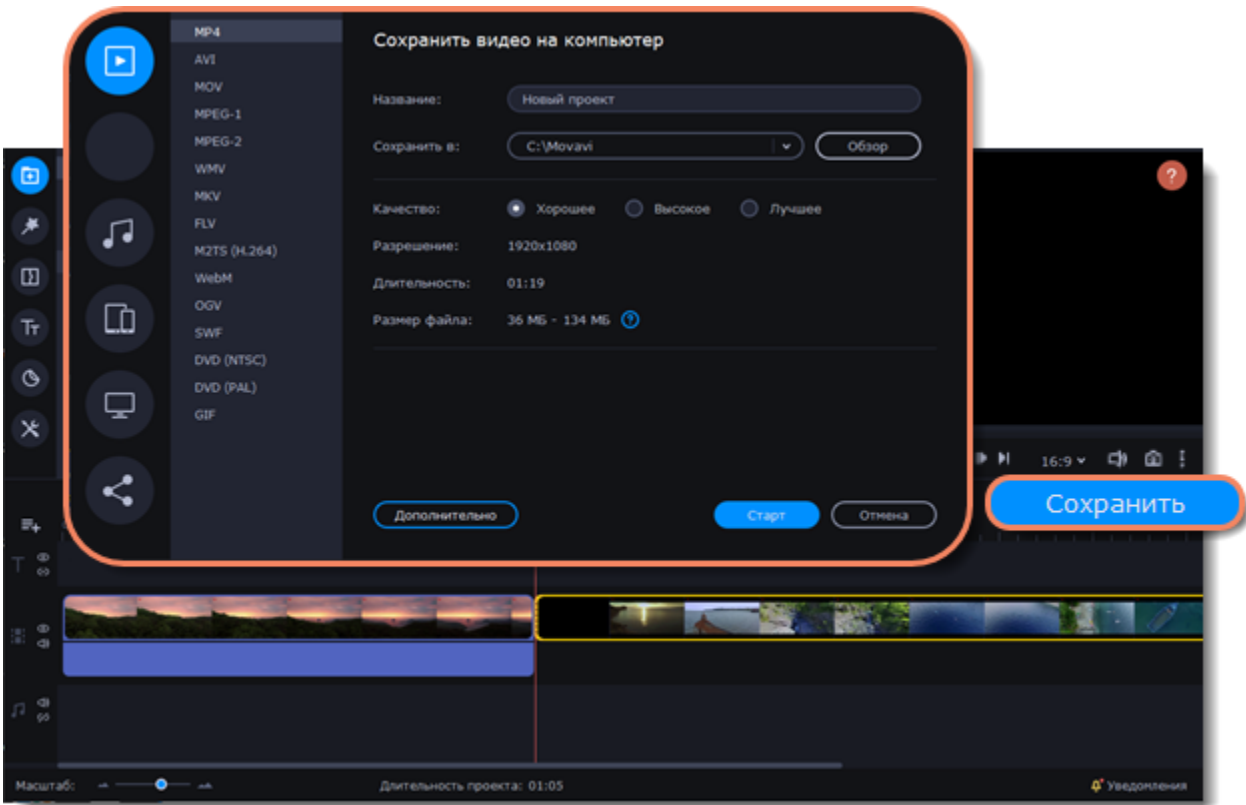 MP4
AVI
MOV
MPEG-1
MPEG-2
WMV
MKV
FLV
M2TS (H.264)
WebM
OGV
SWF
DVD (NTSC)
DVD (PAL)
GIF
Сохранить видео на компьютер
Название: Новый проект
Сохранить в: C:\Movavi Обзор
Качество: Хорошее Высокое Лучшее
Разрешение: 1920x1080
Длительность: 01:19
Размер файла: 36 МБ - 134 МБ ?
Дополнительно Старт Отмена
?
16:9
Сохранить
Tт
T
Масштаб: Длительность проекта: 01:05 Уведомления